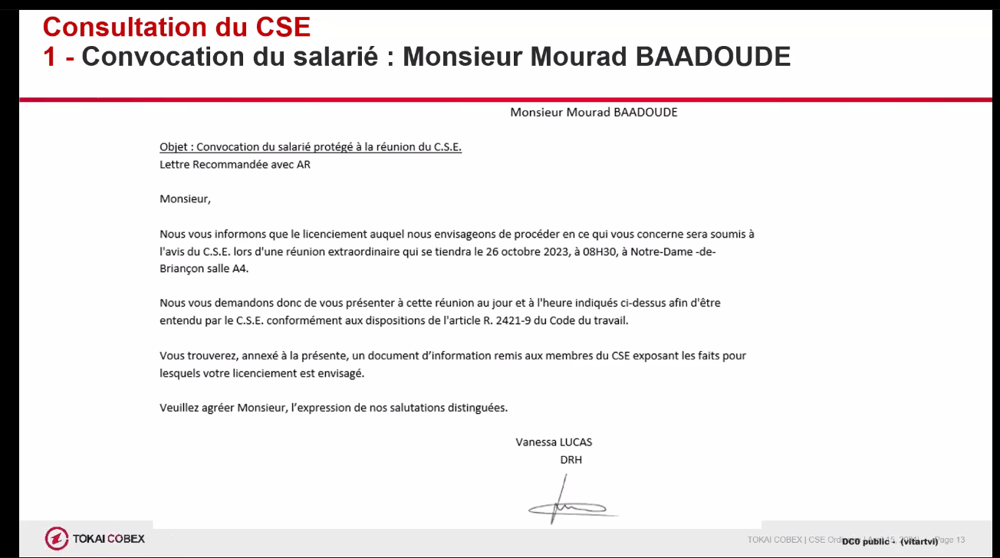 Consultation du CSE
1 - Convocation du salarié : Monsieur Mourad BAADOUDE
Monsieur Mourad BAADOUDE
Objet : Convocation du salarié protégé à la réunion du C.S.E.
Lettre Recommandée avec AR
Monsieur,
Nous vous informons que le licenciement auquel nous envisageons de procéder en ce qui vous concerne sera soumis à
l'avis du C.S.E. lors d'une réunion extraordinaire qui se tiendra le 26 octobre 2023, à 08H30, à Notre-Dame -de-
Briançon salle A4.
Nous vous demandons donc de vous présenter à cette réunion au jour et à l'heure indiqués ci-dessus afin d'être
entendu par le C.S.E. conformément aux dispositions de l'article R. 2421-9 du Code du travail.
Vous trouverez, annexé à la présente, un document d’information remis aux membres du CSE exposant les faits pour
lesquels votre licenciement est envisagé.
Veuillez agréer Monsieur, l’expression de nos salutations distinguées.
Vanessa LUCAS
DRH
TOKAI COBEX
TOKAI COBEX | CSE Page 13
DC0 public - (vitartvi)